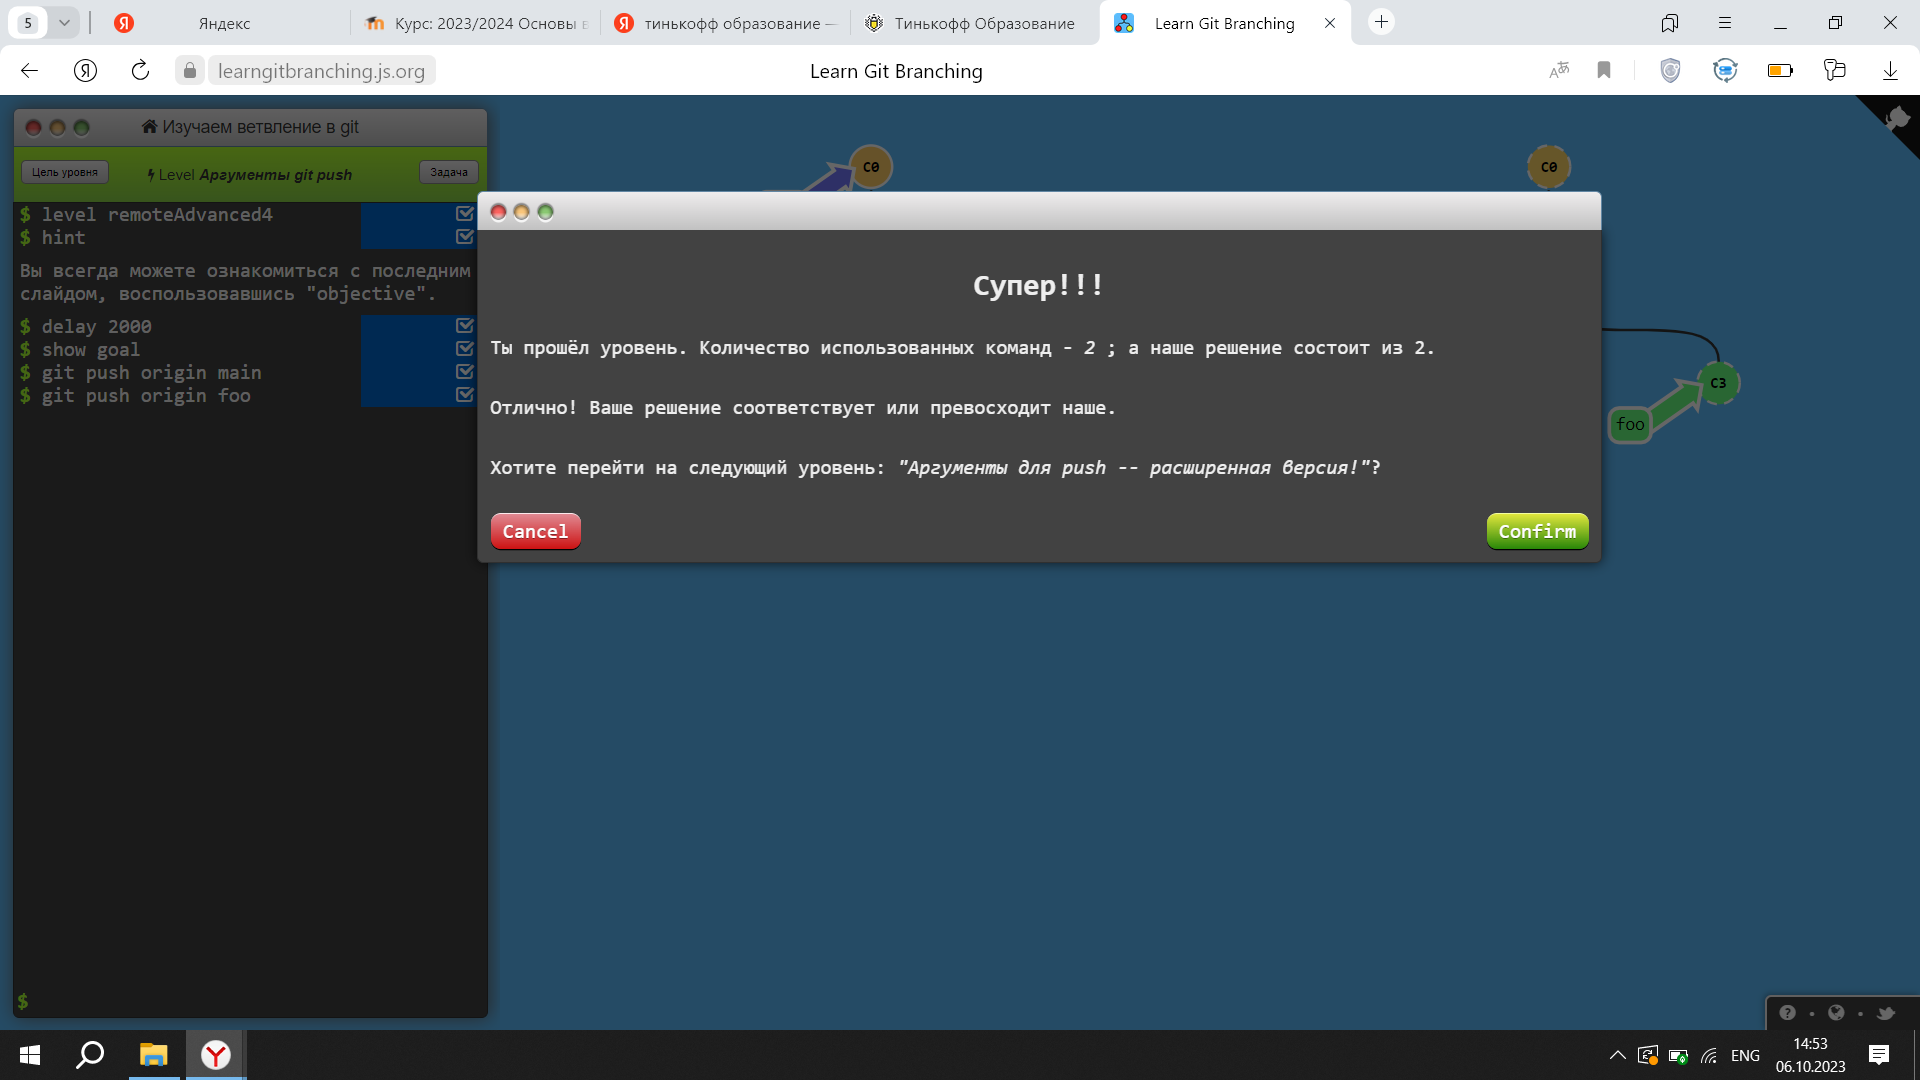 5
Яндекс
Курс: 2023/2024 Основы в
тинькофф образование —
Тинькофф Образование
Learn Git Branching
learngitbranching.js.org
Learn Git Branching
Изучаем ветвление в git
Цель уровня
Level Аргументы git push
Задача
$ level remoteAdvanced4
$ hint
Вы всегда можете ознакомиться с последним
слайдом, воспользовавшись "objective".
$ delay 2000
$ show goal
$ git push origin main
$ git push origin foo
$
C0
C0
Супер!!!
Ты прошёл уровень. Количество использованных команд - 2 ; а наше решение состоит из 2.
Отлично! Ваше решение соответствует или превосходит наше.
Хотите перейти на следующий уровень: "Аргументы для push -- расширенная версия!"?
Cancel
Confirm
C3
foo
ENG
14:53
06.10.2023